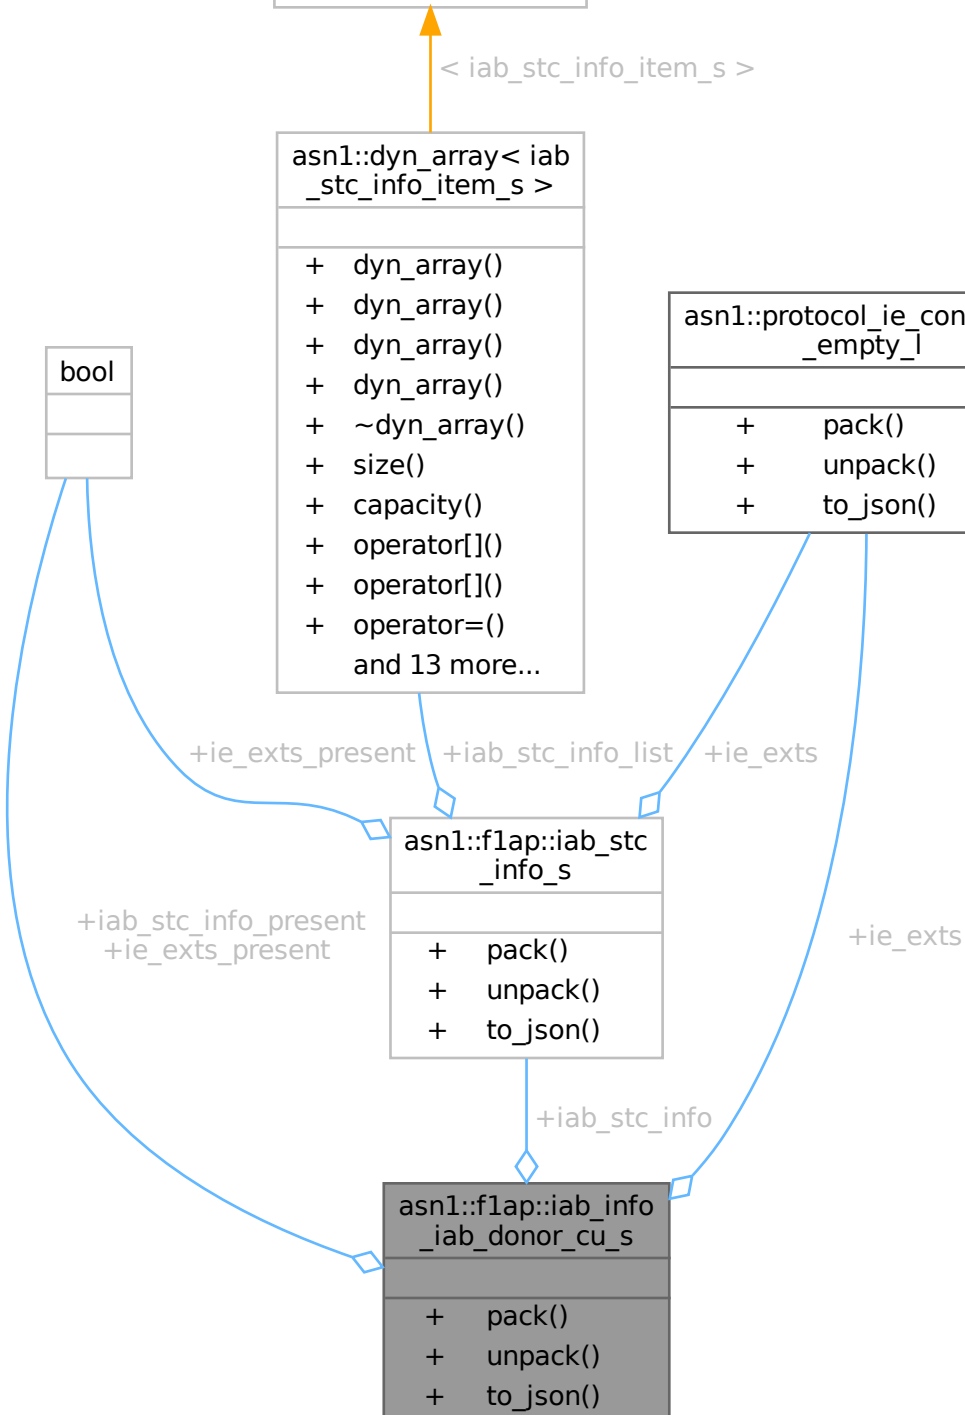 < iab_stc_info_item_s >
asn1::dyn_array< iab
_stc_info_item_s >
+ dyn_array()
+ dyn_array()
+ dyn_array()
+ dyn_array()
+ ~dyn_array()
+ size()
+ capacity()
+ operator[]()
+ operator[]()
+ operator=()
and 13 more...
asn1::protocol_ie_con
_empty_l
+ pack()
+ unpack()
+ to_json()
bool
+ie_exts_present
+iab_stc_info_list
+ie_exts
asn1::f1ap::iab_stc
_info_s
+ pack()
+ unpack()
+ to_json()
+iab_stc_info_present
+ie_exts_present
+ie_exts
+iab_stc_info
asn1::f1ap::iab_info
_iab_donor_cu_s
+ pack()
+ unpack()
+ to_json()